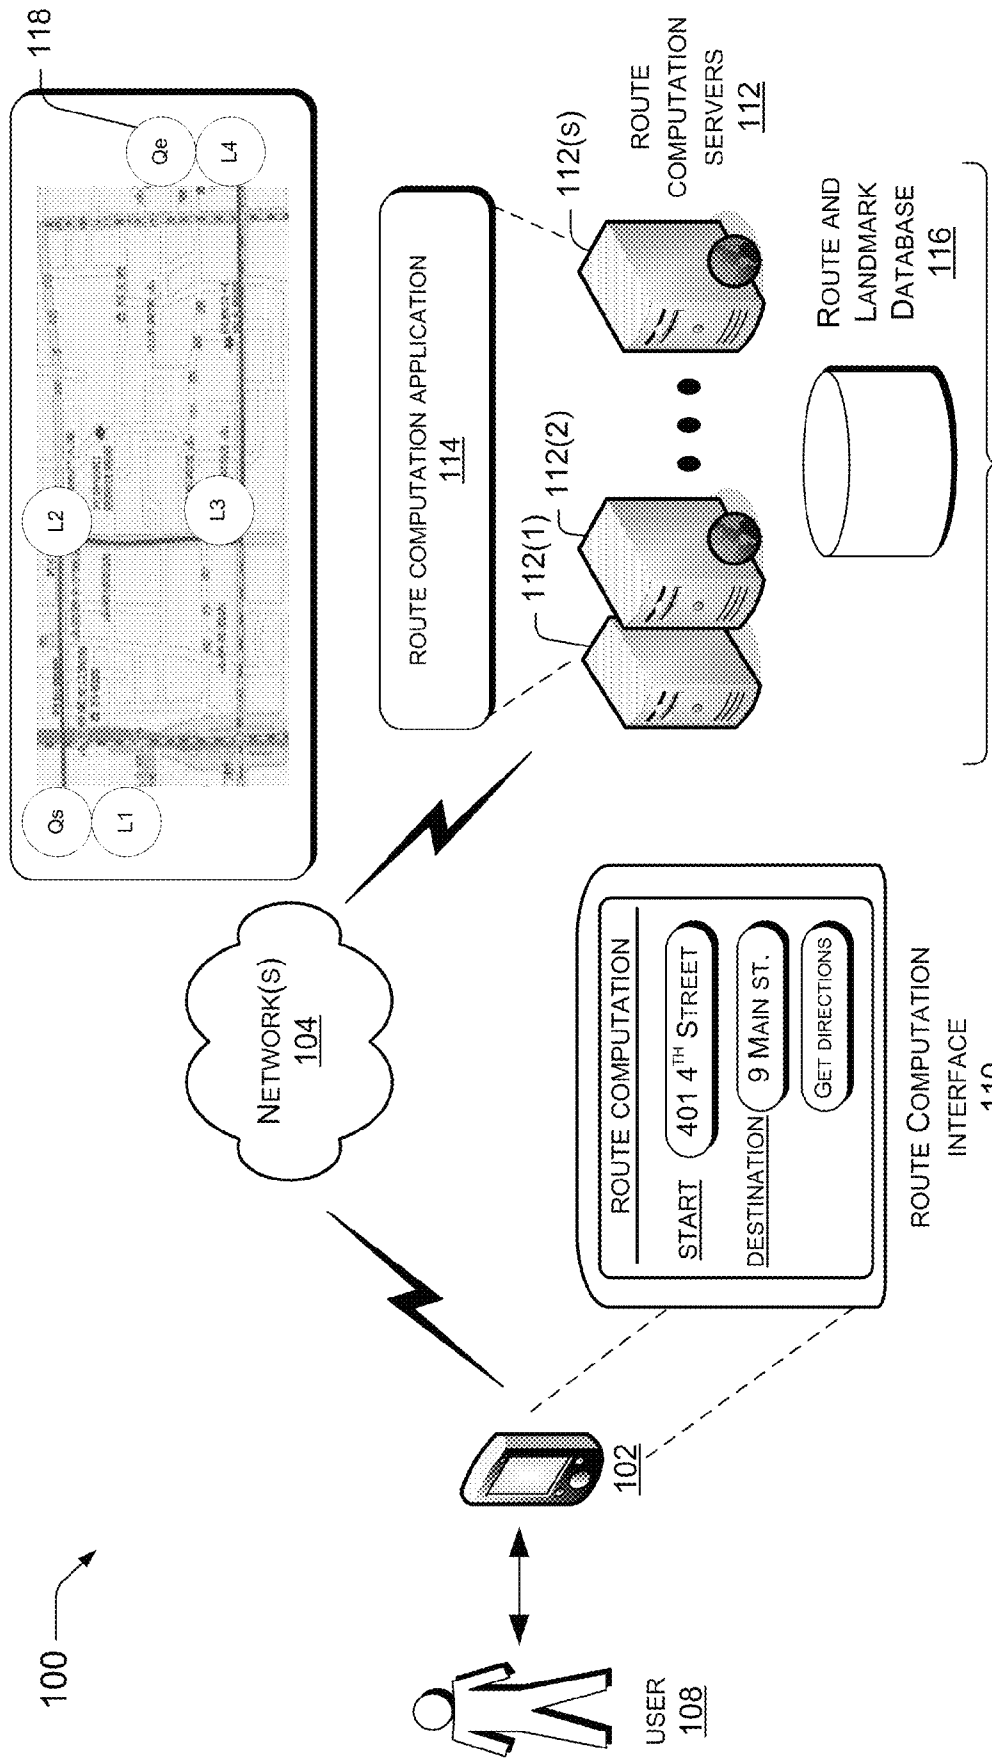 100
118
Qs
L1
L2
L3
Qe
L4
NETWORK(S)
104
ROUTE COMPUTATION APPLICATION
114
112(1)
112(2)
112(S)
ROUTE
COMPUTATION
SERVERS
112
ROUTE AND
LANDMARK
DATABASE
116
USER
108
102
ROUTE COMPUTATION
START
401 4TH STREET
DESTINATION
9 MAIN ST.
GET DIRECTIONS
ROUTE COMPUTATION
INTERFACE